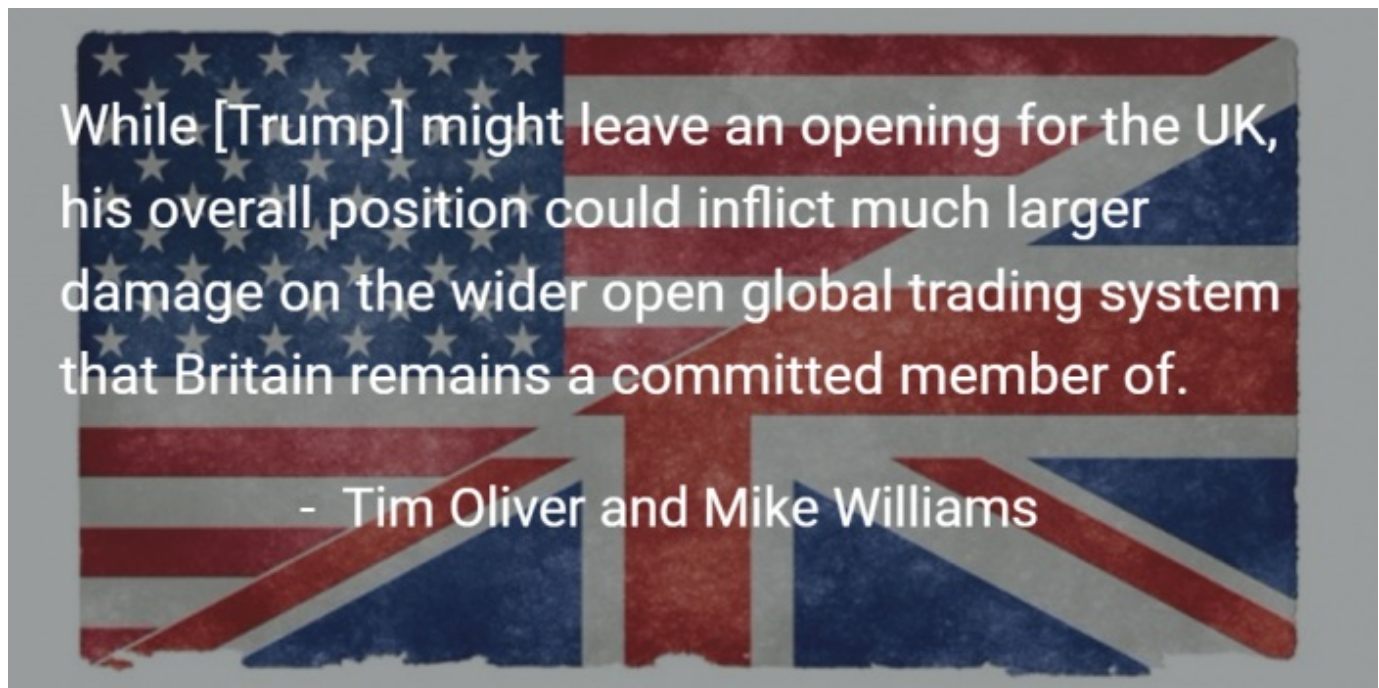 While [Trump] might leave an opening for the UK,
his overall position could inflict much larger
damage on the wider open global trading system
that Britain remains a committed member of.
- Tim Oliver and Mike Williams